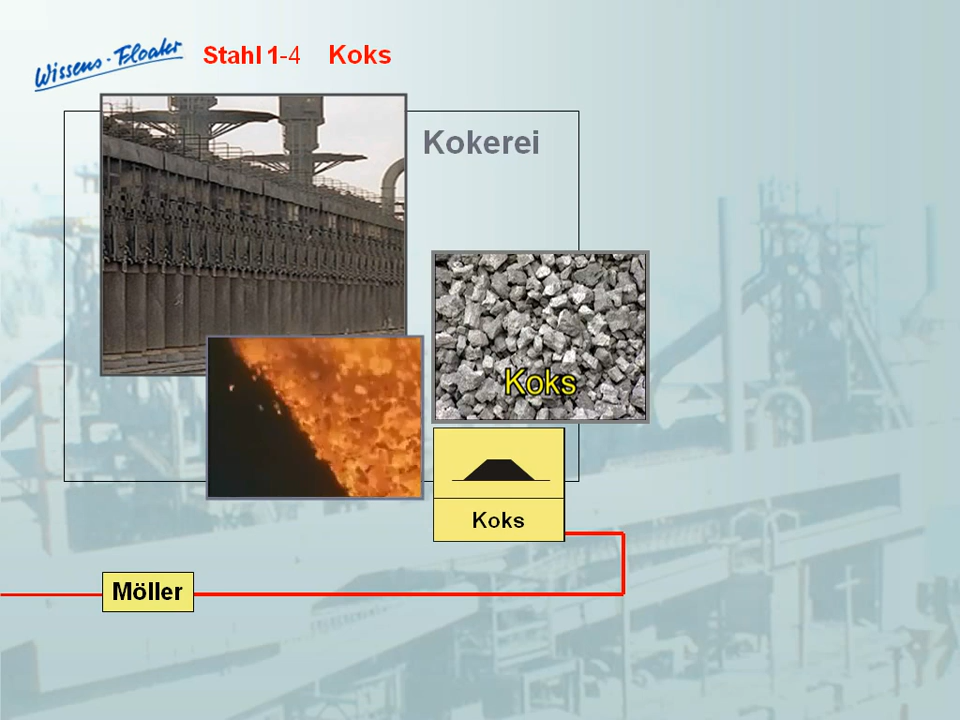 Wissens-Floater
Stahl 1-4 Koks
Kokerei
Koks
Koks
Möller